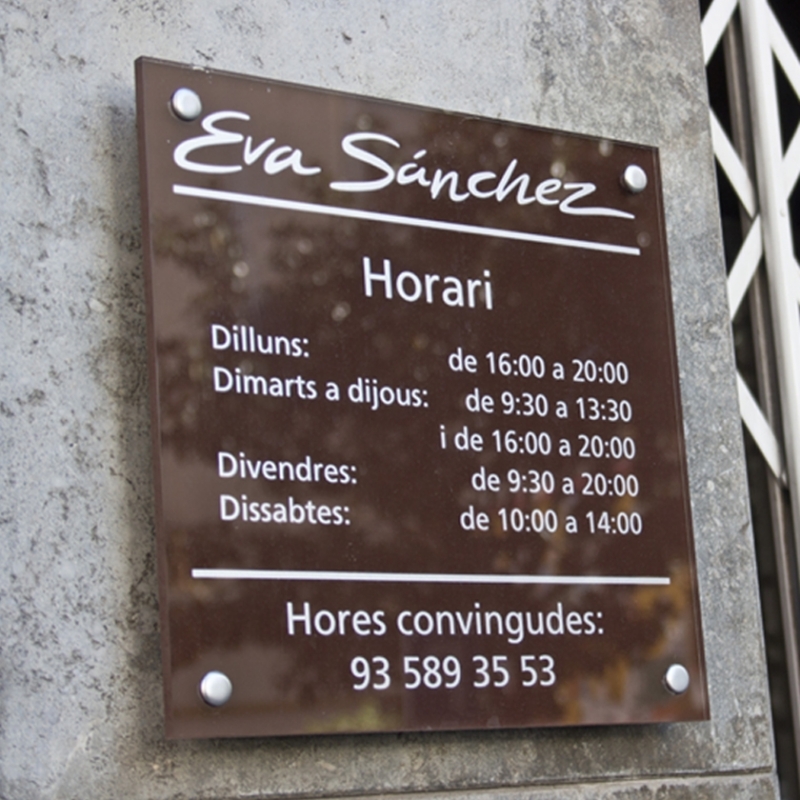 Eva Sánchez
Horari
Dilluns: de 16:00 a 20:00
Dimarts a dijous: de 9:30 a 13:30
i de 16:00 a 20:00
Divendres: de 9:30 a 20:00
Dissabtes: de 10:00 a 14:00
Hores convingudes:
93 589 35 53